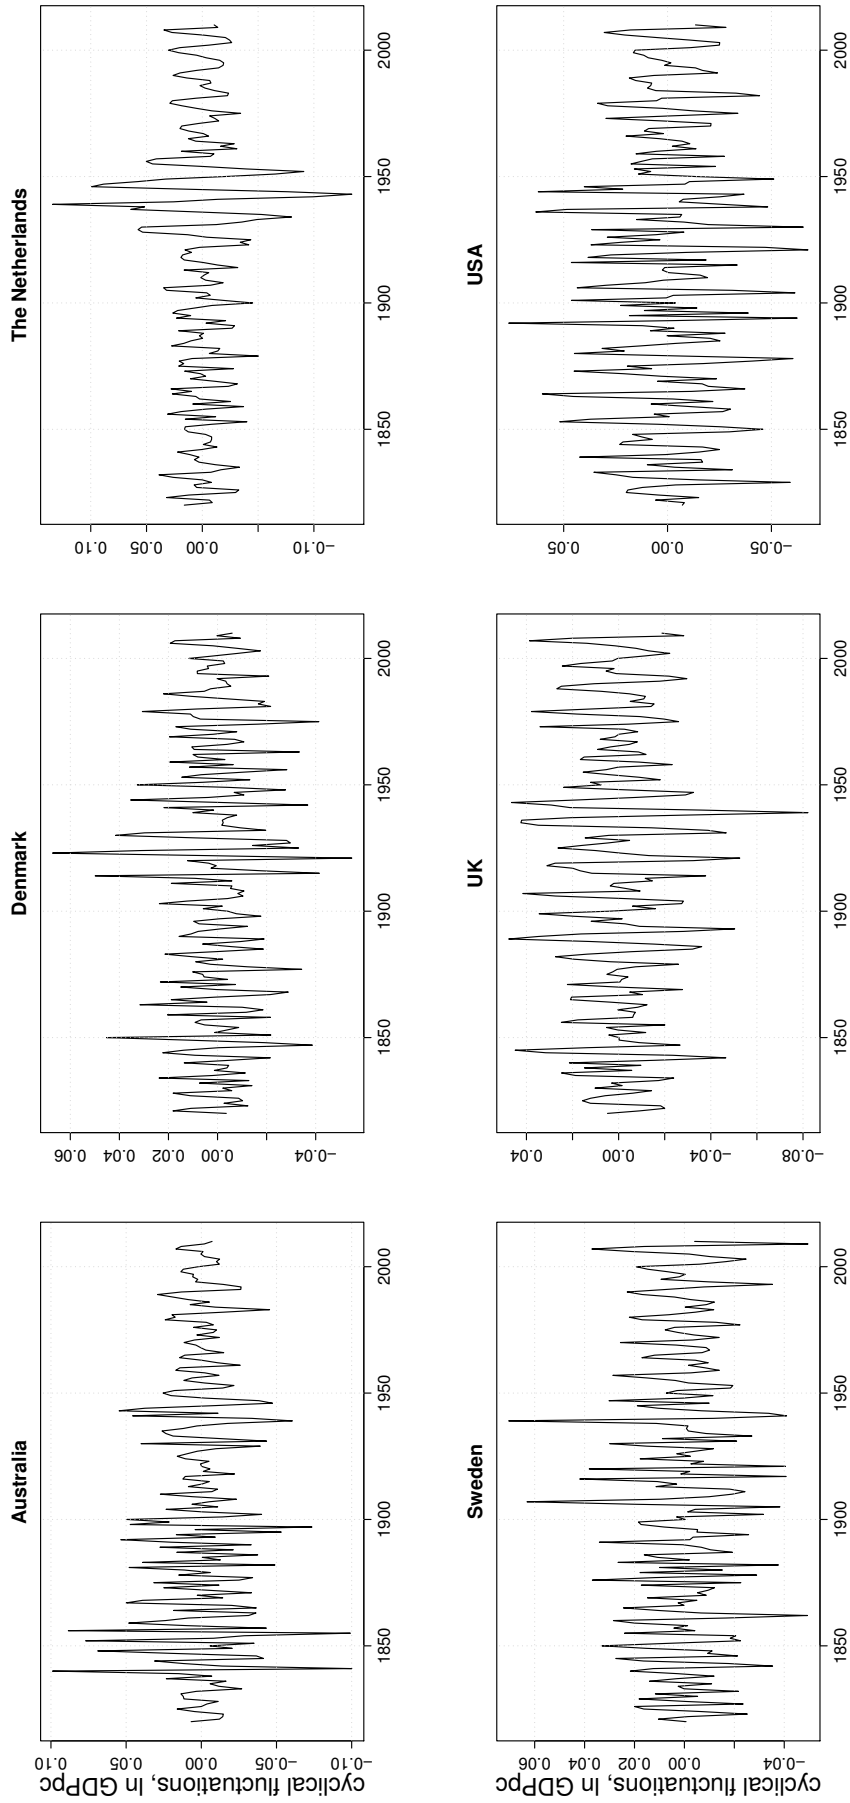 Australia
cyclical fluctuations, ln GDPpc
0.10
0.05
0.00
−0.05
−0.10
1850 1900 1950 2000
Denmark
0.06
0.04
0.02
0.00
−0.04
1850 1900 1950 2000
The Netherlands
0.10
0.05
0.00
−0.10
1850 1900 1950 2000
Sweden
cyclical fluctuations, ln GDPpc
0.06
0.04
0.02
0.00
−0.04
1850 1900 1950 2000
UK
0.04
0.00
−0.04
−0.08
1850 1900 1950 2000
USA
0.05
0.00
−0.05
1850 1900 1950 2000